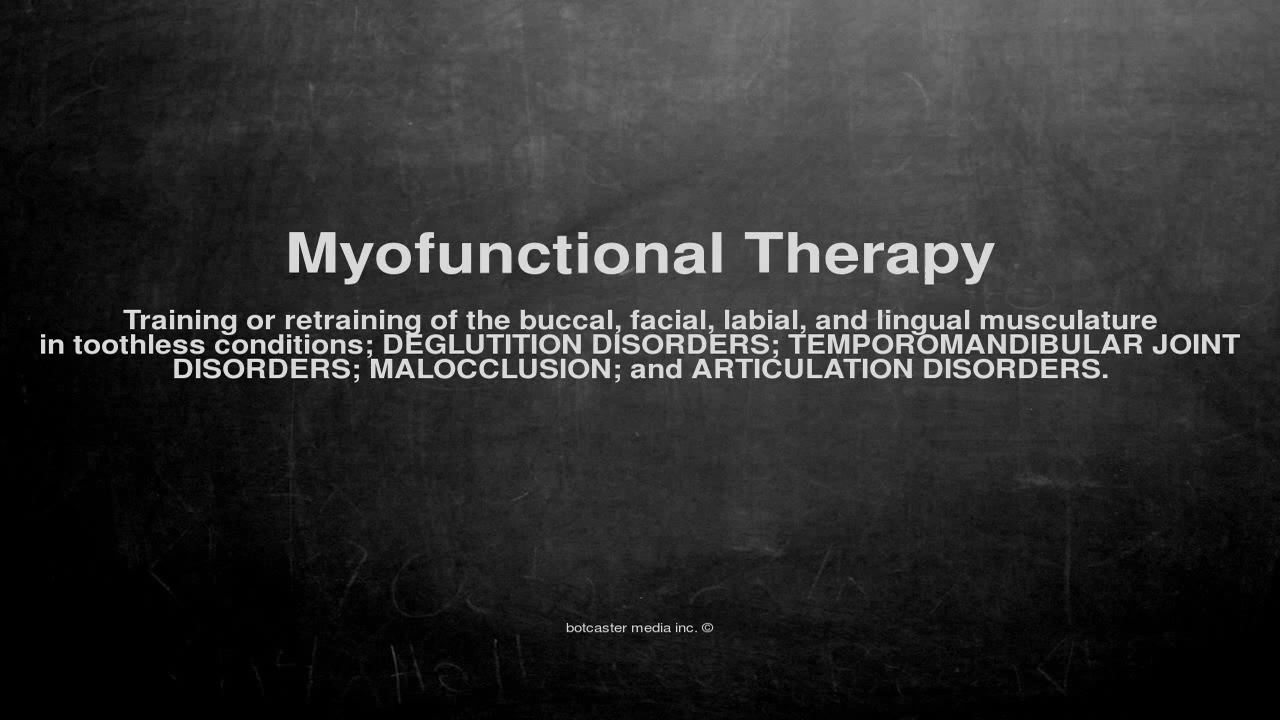 Myofunctional Therapy
Training or retraining of the buccal, facial, labial, and lingual musculature
in toothless conditions; DEGLUTITION DISORDERS; TEMPOROMANDIBULAR JOINT
DISORDERS; MALOCCLUSION; and ARTICULATION DISORDERS.
botcaster media inc. ©